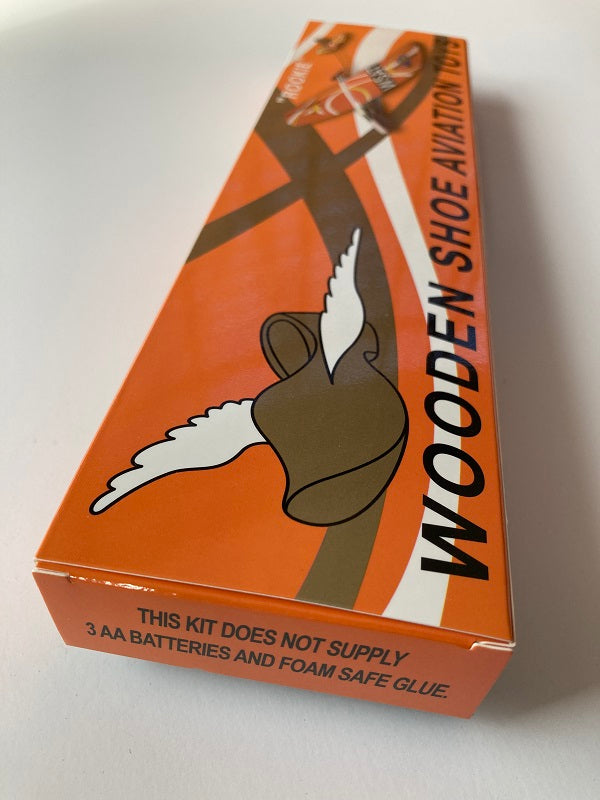 "ROOKIE
WOODEN SHOE AVIATION TOYS
THIS KIT DOES NOT SUPPLY
3 AA BATTERIES AND FOAM SAFE GLUE.